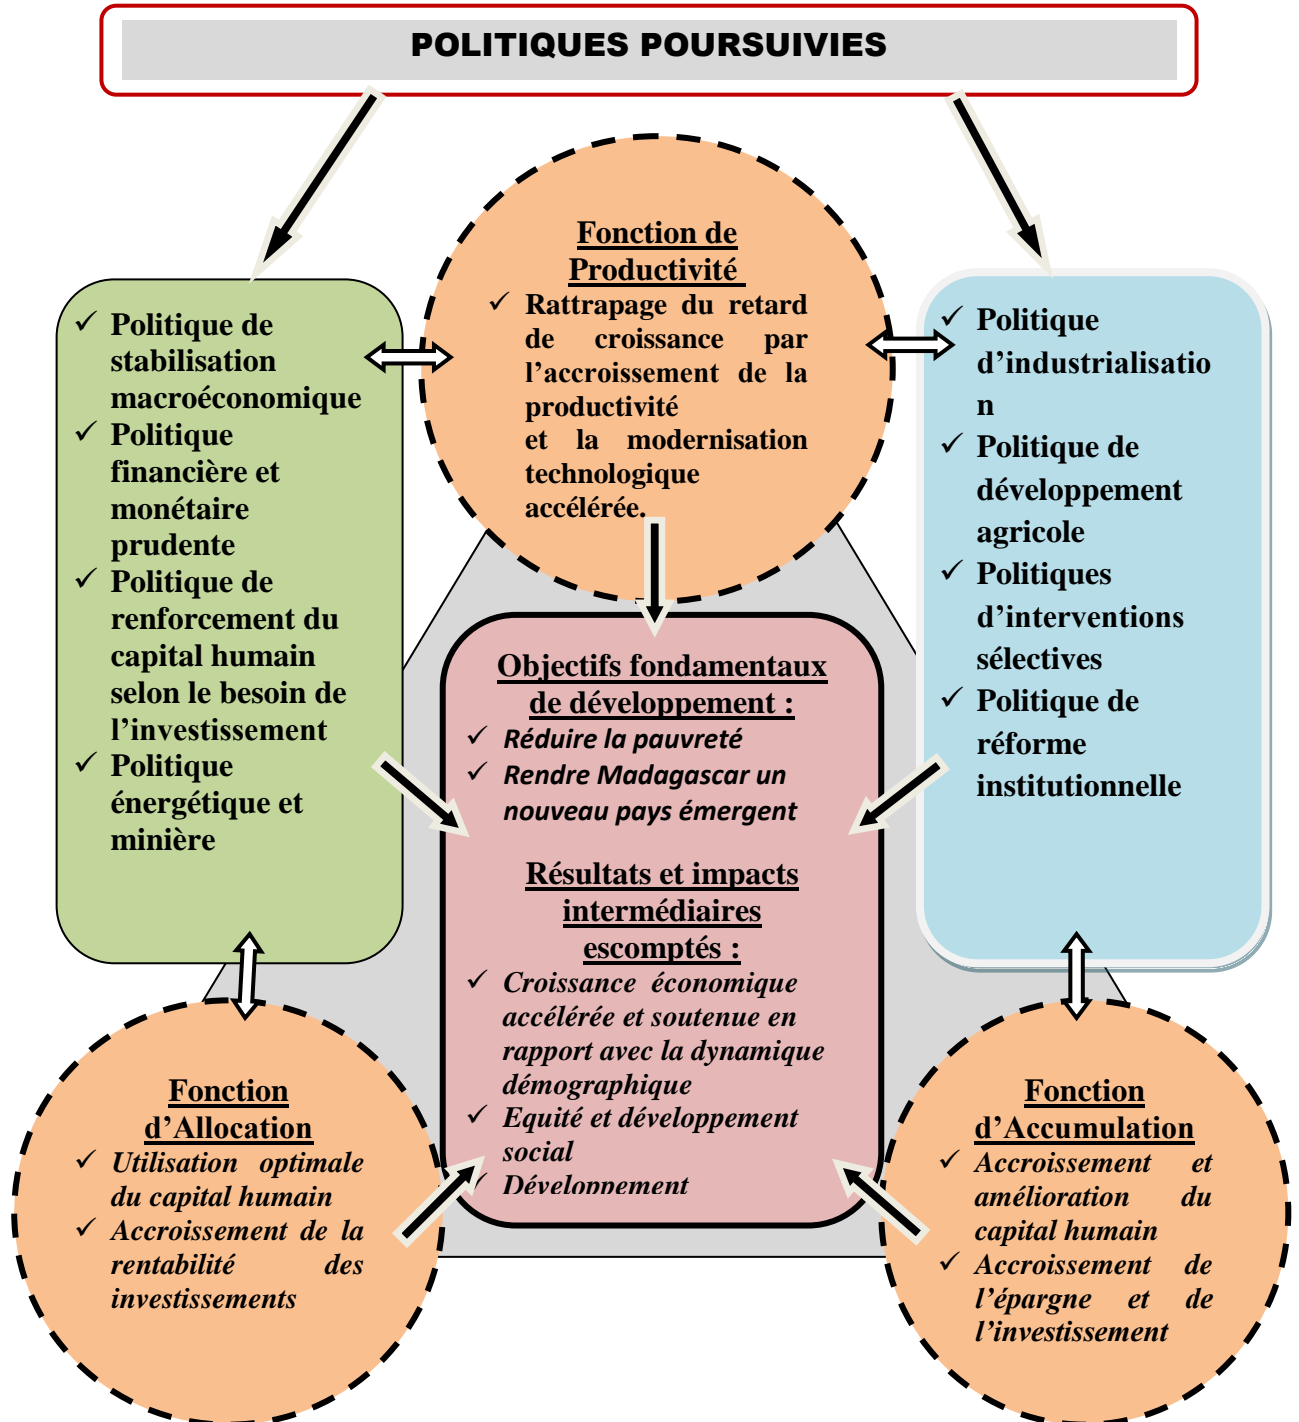 POLITIQUES POURSUIVIES
Fonction de
Productivité
✓ Rattrapage du retard
de croissance par
l’accroissement de la
productivité
et la modernisation
technologique
accélérée.
✓ Politique de
stabilisation
macroéconomique
✓ Politique
financière et
monétaire
prudente
✓ Politique de
renforcement du
capital humain
selon le besoin de
l’investissement
✓ Politique
énergétique et
minière
✓ Politique
d’industrialisatio
n
✓ Politique de
développement
agricole
✓ Politiques
d’interventions
sélectives
✓ Politique de
réforme
institutionnelle
Objectifs fondamentaux
de développement :
✓ Réduire la pauvreté
✓ Rendre Madagascar un
nouveau pays émergent
Résultats et impacts
intermédiaires
escomptés :
✓ Croissance économique
accélérée et soutenue en
rapport avec la dynamique
démographique
✓ Equité et développement
social
✓ Développement
Fonction
d’Allocation
✓ Utilisation optimale
du capital humain
✓ Accroissement de la
rentabilité des
investissements
Fonction
d’Accumulation
✓ Accroissement et
amélioration du
capital humain
✓ Accroissement de
l’épargne et de
l’investissement